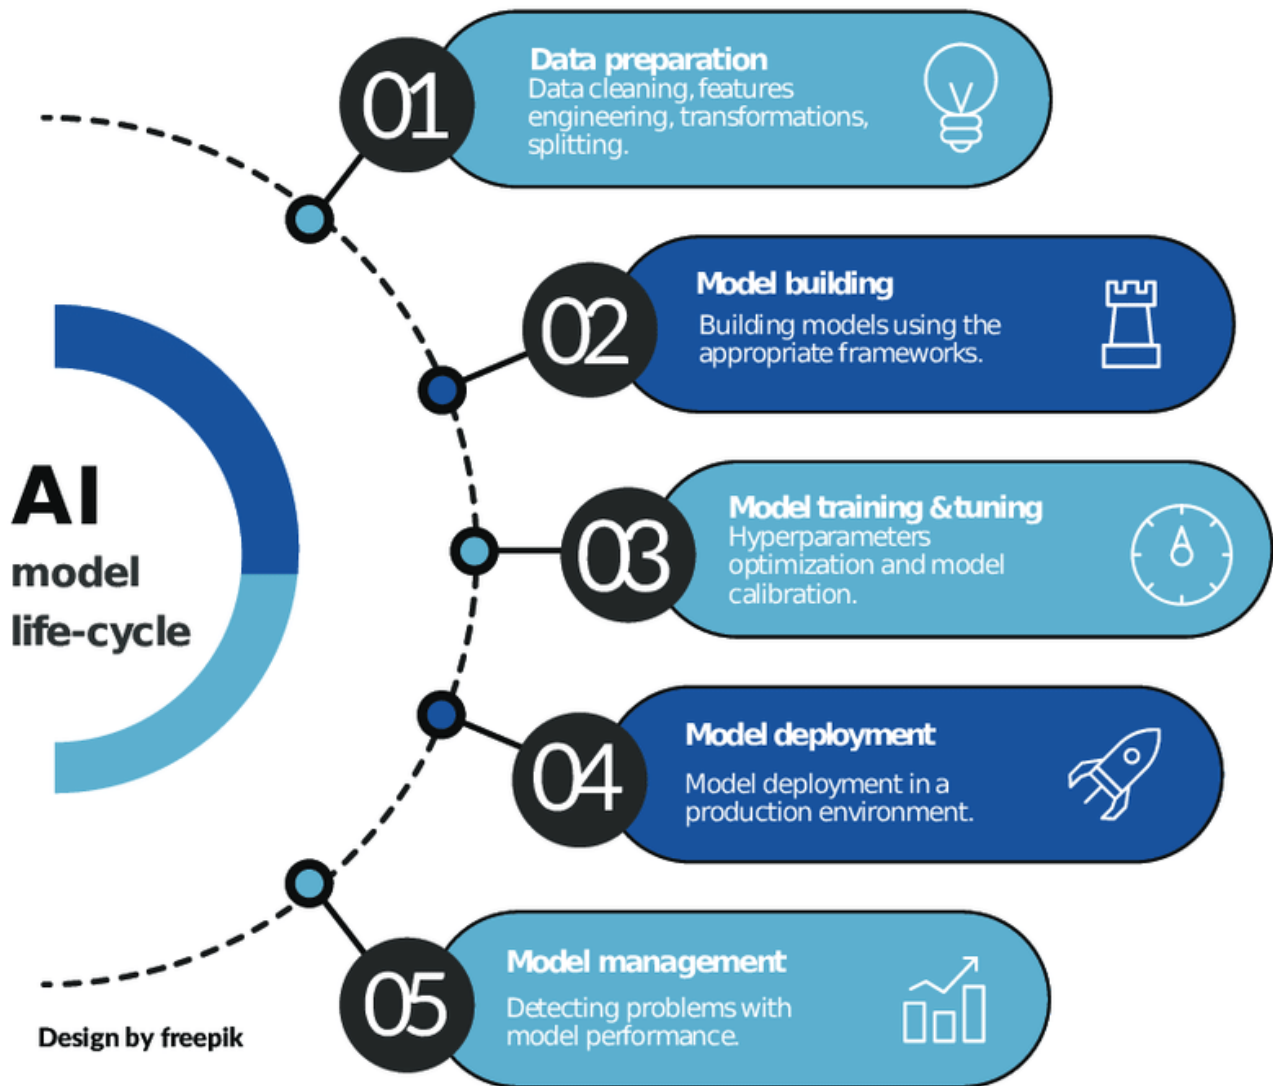 AI
model
life-cycle
01
Data preparation
Data cleaning, features
engineering, transformations,
splitting.
02
Model building
Building models using the
appropriate frameworks.
03
Model training & tuning
Hyperparameters
optimization and model
calibration.
04
Model deployment
Model deployment in a
production environment.
05
Model management
Detecting problems with
model performance.
Design by freepik